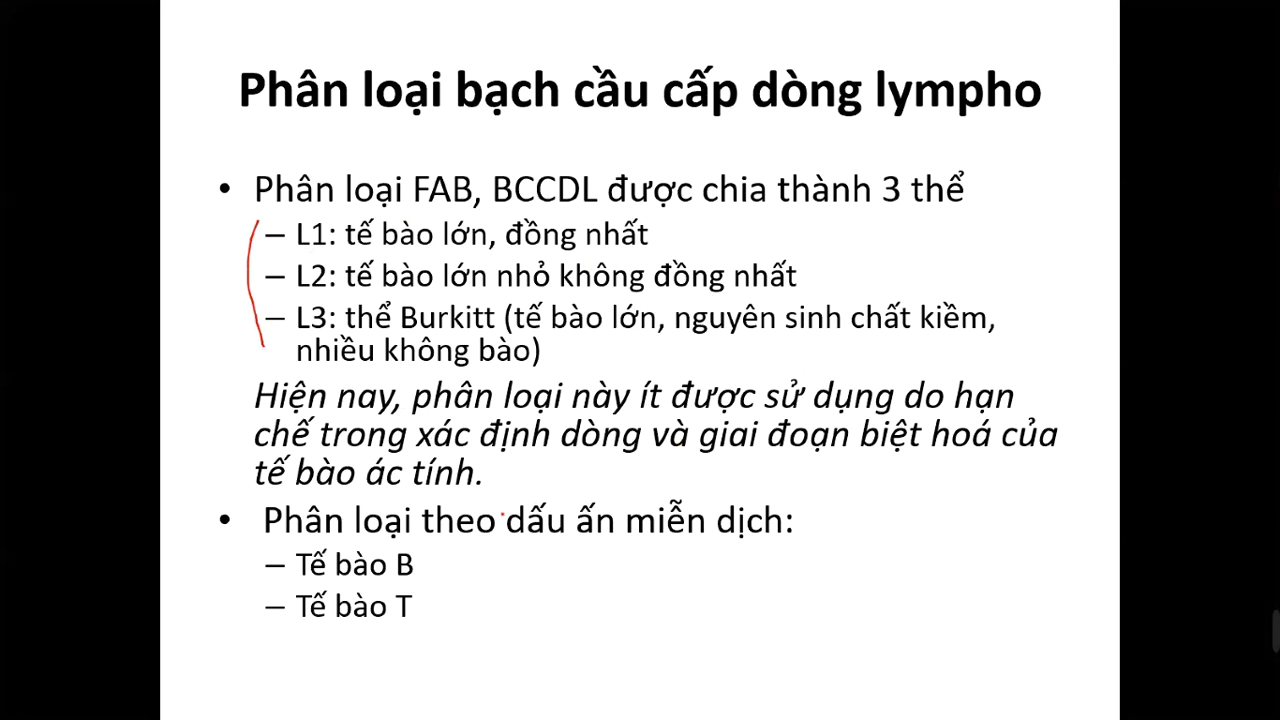 Phân loại bạch cầu cấp dòng lympho
• Phân loại FAB, BCCDL được chia thành 3 thể
– L1: tế bào lớn, đồng nhất
– L2: tế bào lớn nhỏ không đồng nhất
– L3: thể Burkitt (tế bào lớn, nguyên sinh chất kiềm,
nhiều không bào)
Hiện nay, phân loại này ít được sử dụng do hạn
chế trong xác định dòng và giai đoạn biệt hoá của
tế bào ác tính.
• Phân loại theo dấu ấn miễn dịch:
– Tế bào B
– Tế bào T